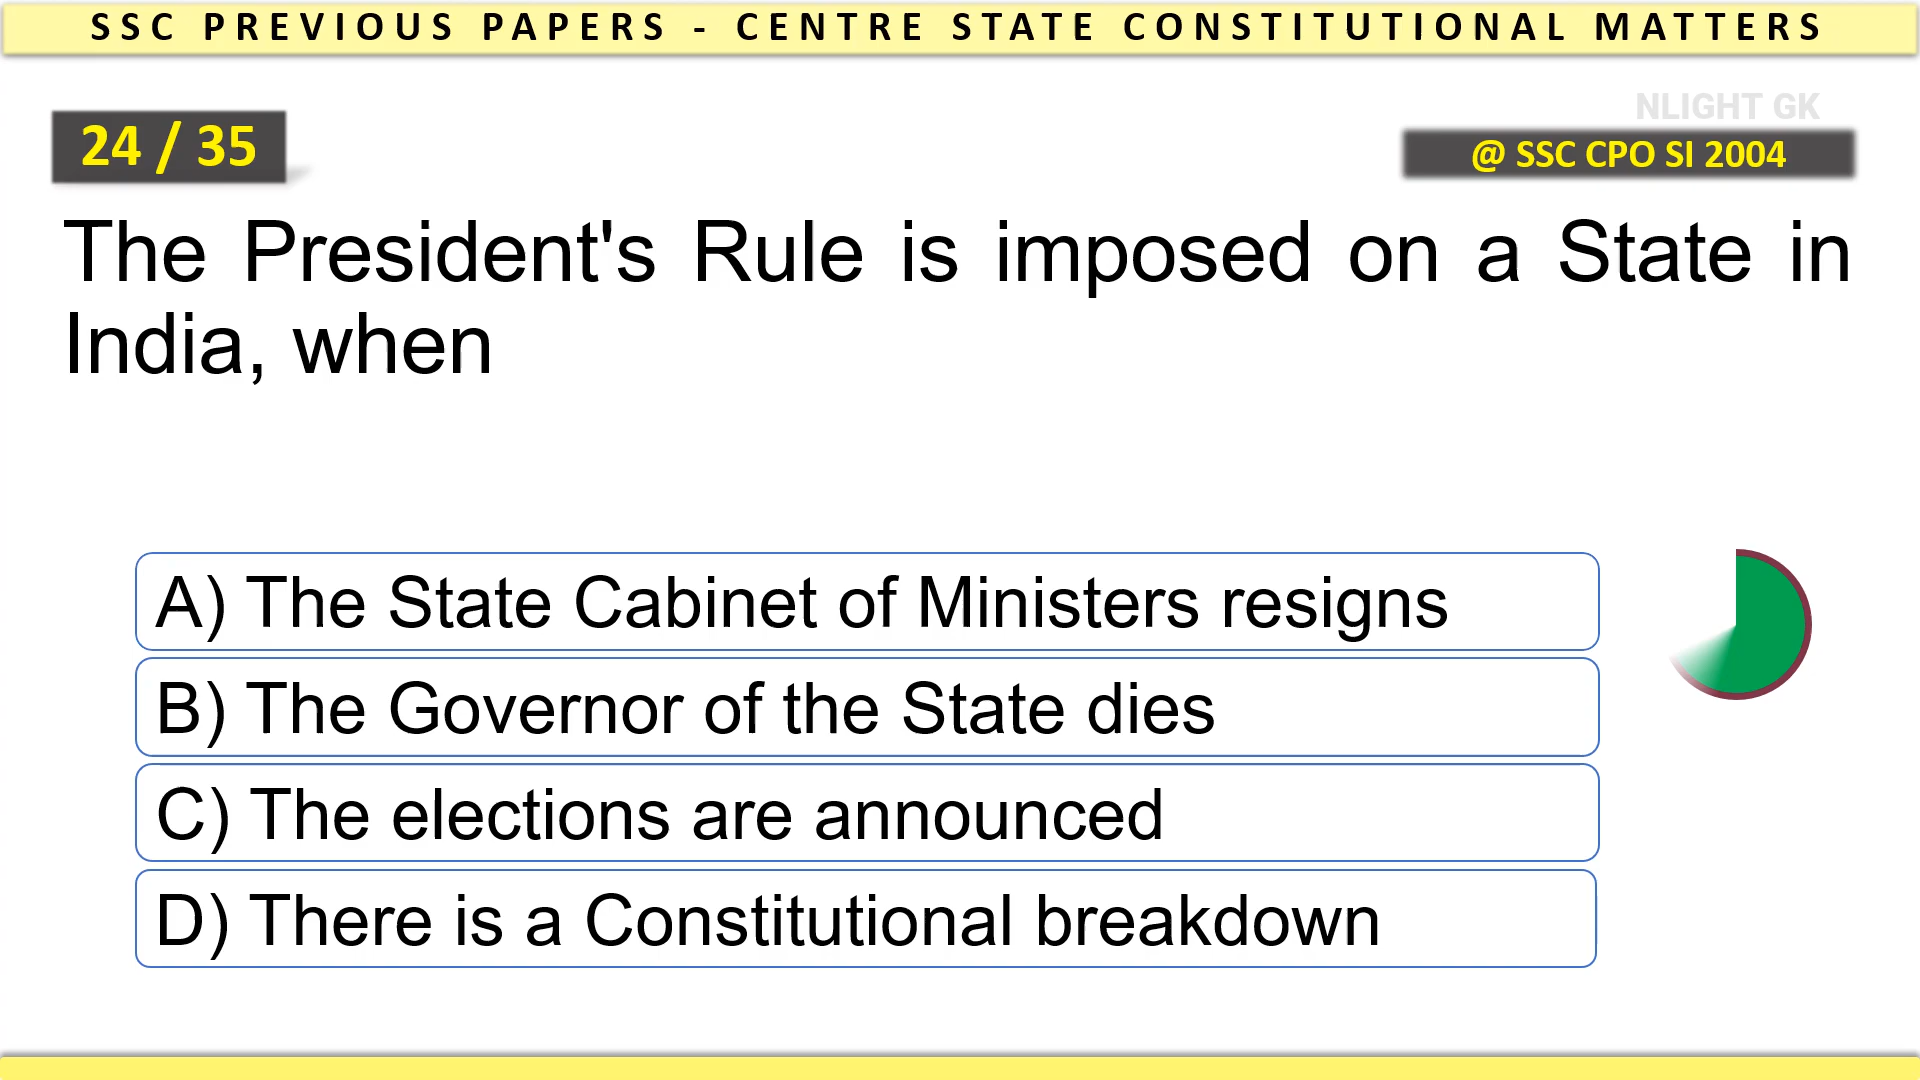 SSC PREVIOUS PAPERS - CENTRE STATE CONSTITUTIONAL MATTERS
NLIGHT GK
24 / 35
@ SSC CPO SI 2004
The President's Rule is imposed on a State in
India, when
A) The State Cabinet of Ministers resigns
B) The Governor of the State dies
C) The elections are announced
D) There is a Constitutional breakdown